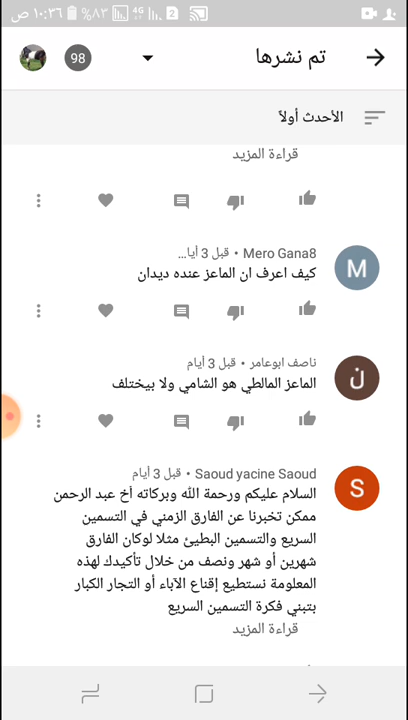 ١٠:٣٦ ص ٨٣٪ 4G 2
تم نشرها
98
الأحدث أولاً
قراءة المزيد
Mero Gana8 • قبل 3 أيا...
كيف اعرف ان الماعز عنده ديدان
M
ناصف ابوعامر • قبل 3 أيام
الماعز المالطي هو الشامي ولا بيختلف
ن
Saoud yacine Saoud • قبل 3 أيام
السلام عليكم ورحمة الله وبركاته أخ عبد الرحمن
ممكن تخبرنا عن الفارق الزمني في التسمين
السريع والتسمين البطيئ مثلا لوكان الفارق
شهرين أو شهر ونصف من خلال تأكيدك لهذه
المعلومة نستطيع إقناع الآباء أو التجار الكبار
بتبني فكرة التسمين السريع
S
قراءة المزيد